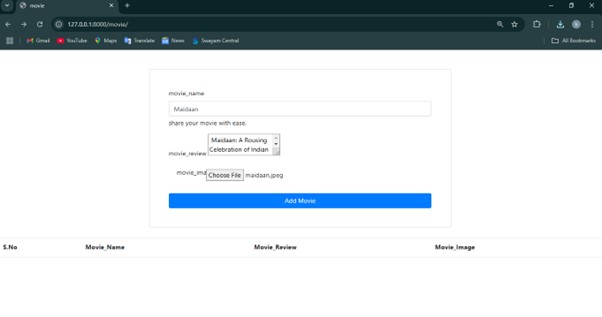 movie
127.0.0.1:8000/movie/
Gmail YouTube Maps Translate News Swayam Central All Bookmarks
movie_name
Maidaan
share your movie with ease.
Maidaan: A Rousing
Celebration of Indian
movie_review
movie_ima Choose File maidaan.jpeg
Add Movie
S.No Movie_Name Movie_Review Movie_Image